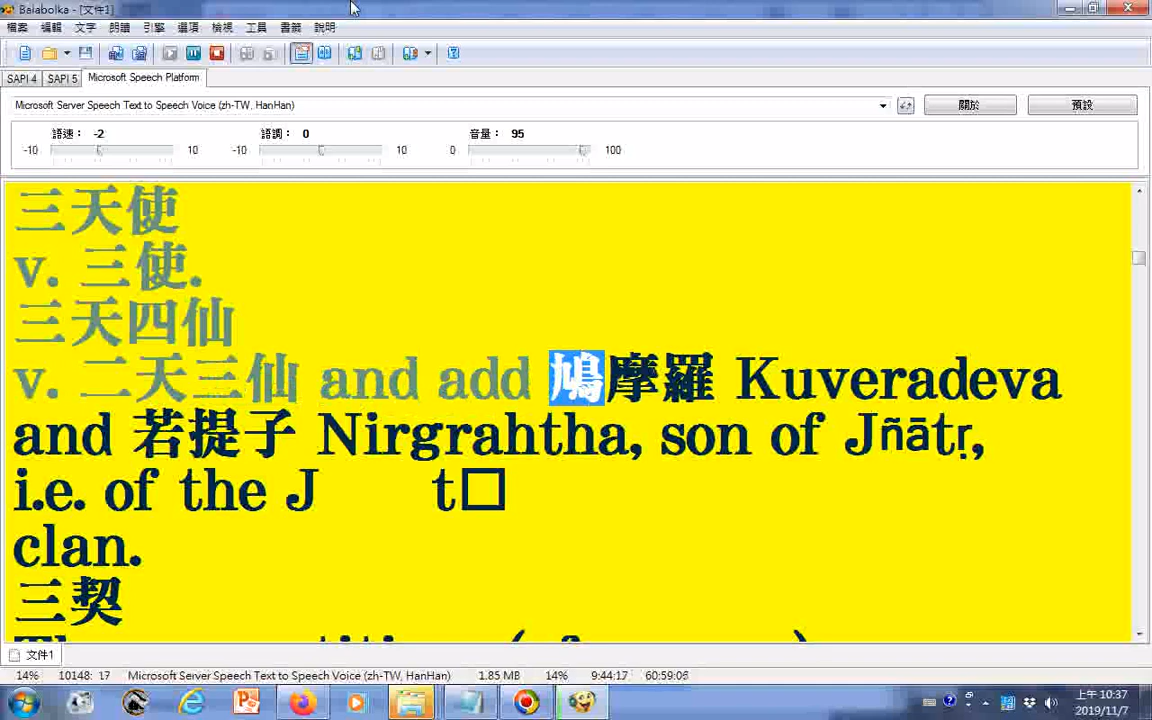 Balabolka - [文件1]
檔案 編輯 文字 朗讀 引擎 選項 檢視 工具 書籤 說明
SAPI 4 SAPI 5 Microsoft Speech Platform
Microsoft Server Speech Text to Speech Voice (zh-TW, HanHan) 關於 預設
語速： -2 語調： 0 音量： 95
-10 10 -10 10 0 100
三天使
v. 三使.
三天四仙
v. 二天三仙 and add 鳩摩羅 Kuveradeva
and 若提子 Nirgrahtha, son of Jñātṛ,
i.e. of the J t□
clan.
三契
文件1
14% 10148: 17 Microsoft Server Speech Text to Speech Voice (zh-TW, HanHan) 1.85 MB 14% 9:44:17 60:59:06
上午 10:37
2019/11/7